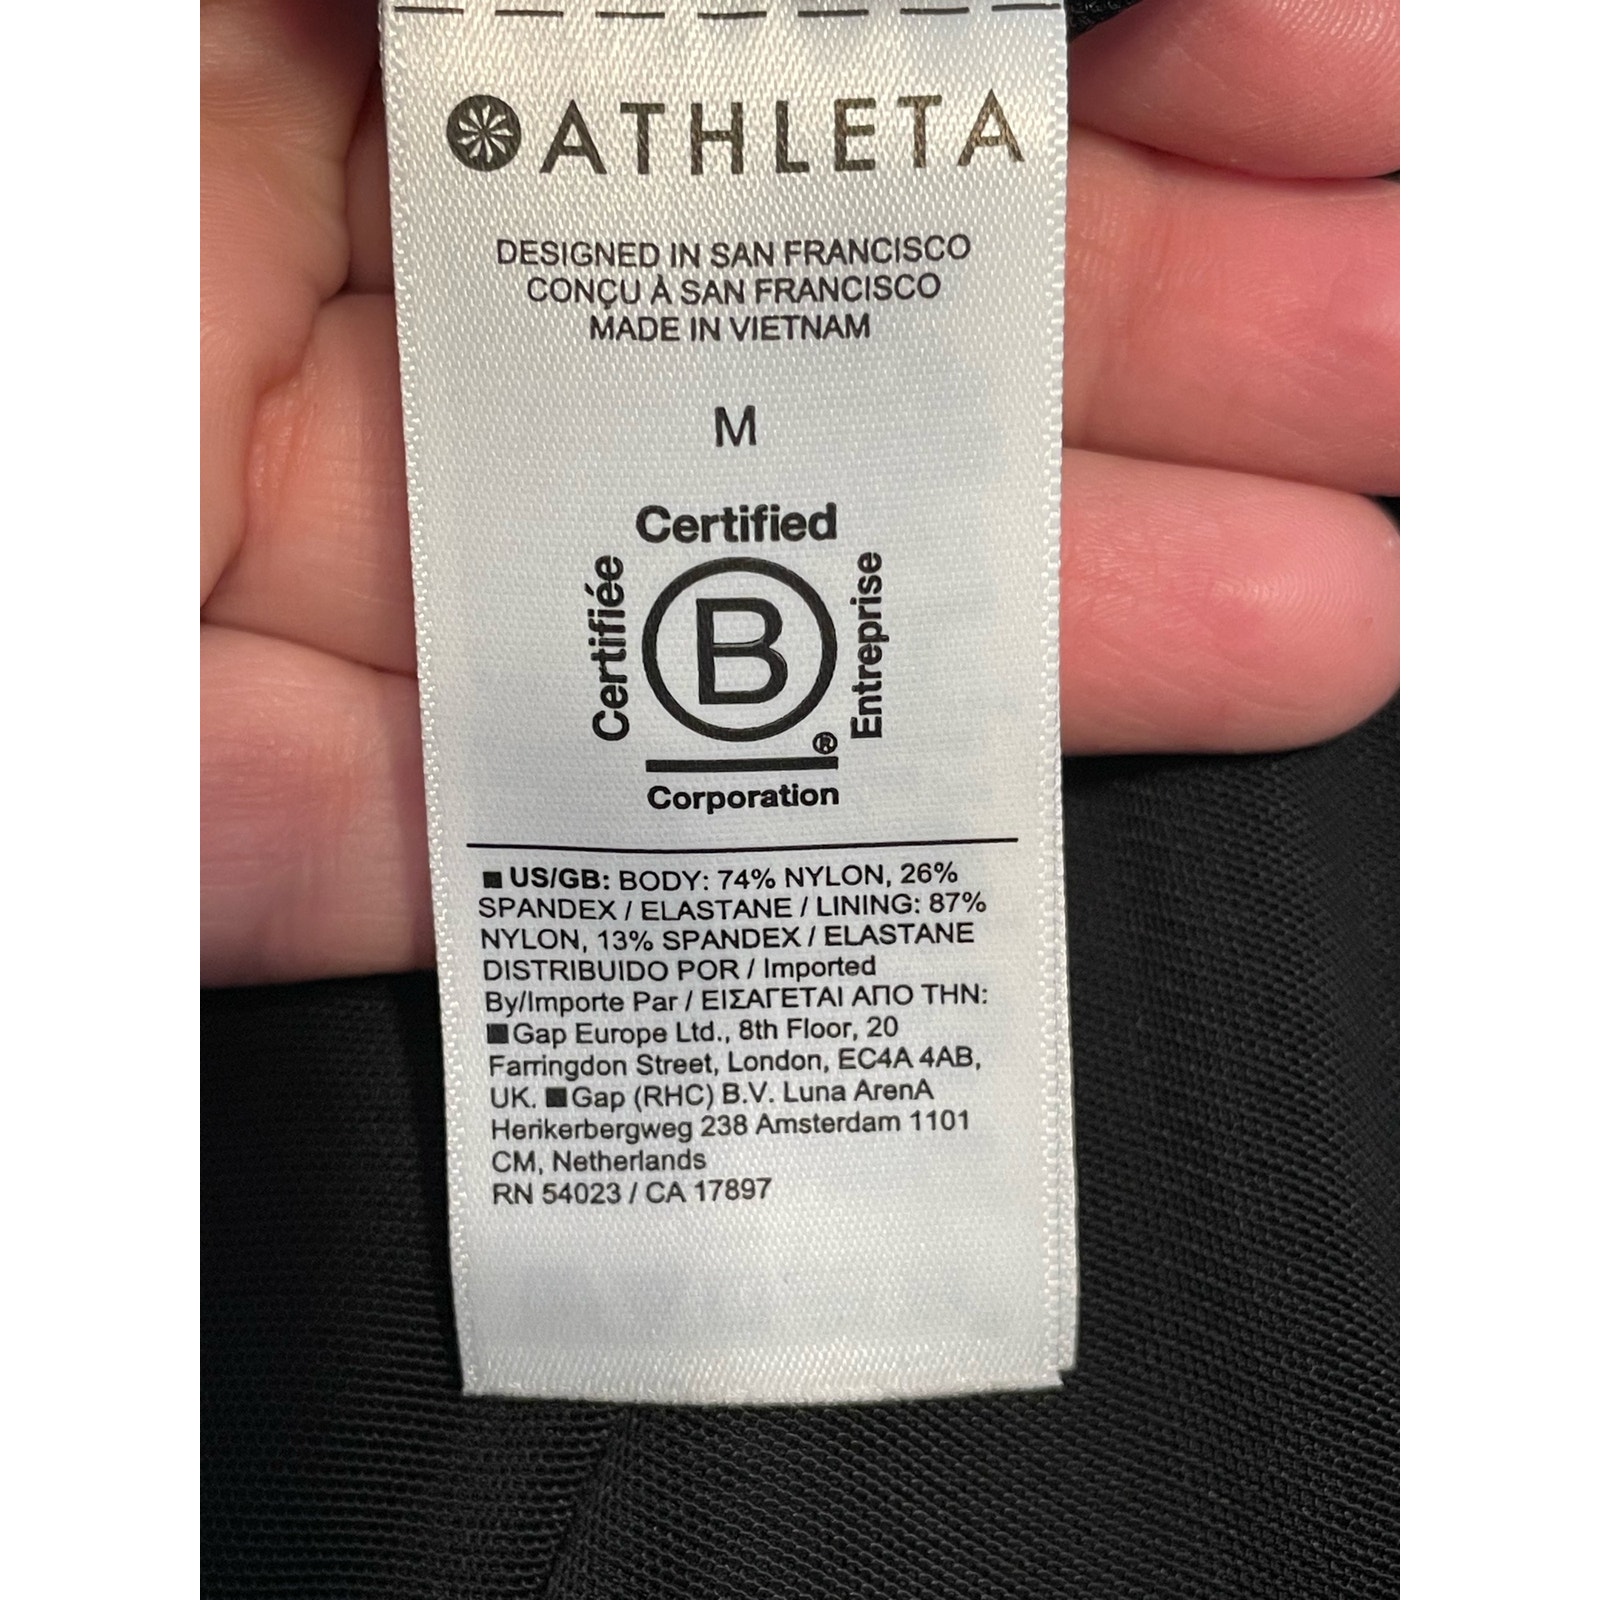 ATHLETA
DESIGNED IN SAN FRANCISCO
CONÇU À SAN FRANCISCO
MADE IN VIETNAM
M
Certified
Certifiée
B
Entreprise
®
Corporation
US/GB: BODY: 74% NYLON, 26%
SPANDEX / ELASTANE / LINING: 87%
NYLON, 13% SPANDEX / ELASTANE
DISTRIBUIDO POR / Imported
By/Importe Par / ΕΙΣΑΓΕΤΑΙ ΑΠΟ ΤΗΝ:
Gap Europe Ltd., 8th Floor, 20
Farringdon Street, London, EC4A 4AB,
UK. Gap (RHC) B.V. Luna ArenA
Herikerbergweg 238 Amsterdam 1101
CM, Netherlands
RN 54023 / CA 17897